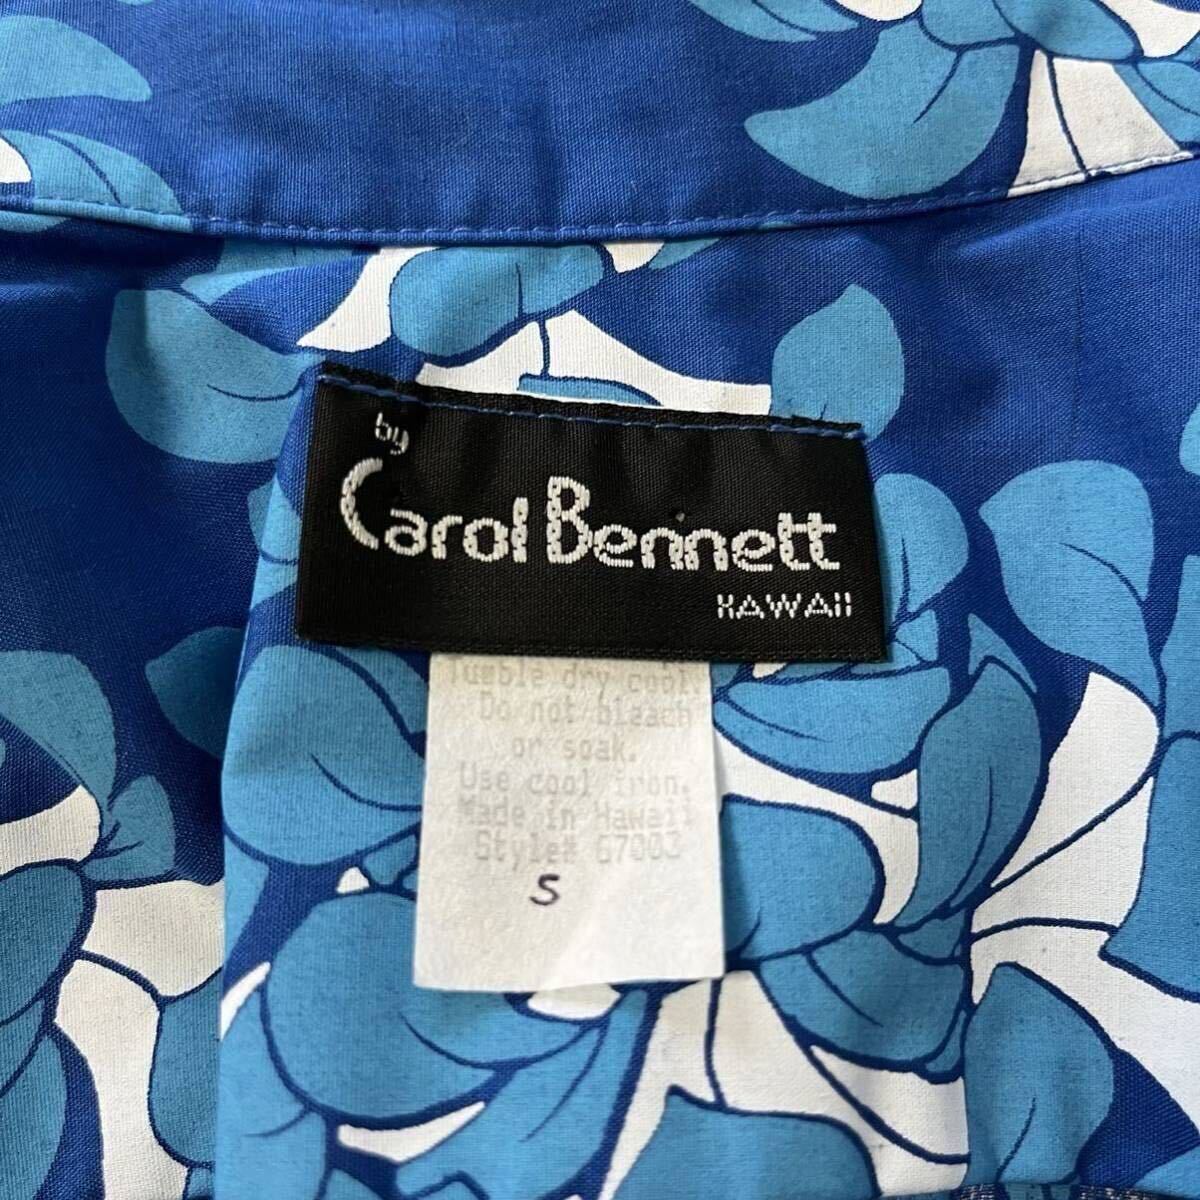 by
Carol Bennett
HAWAII
Tumble dry cool.
Do not bleach
or soak.
Use cool iron.
Made in Hawaii
Style# 67003
S